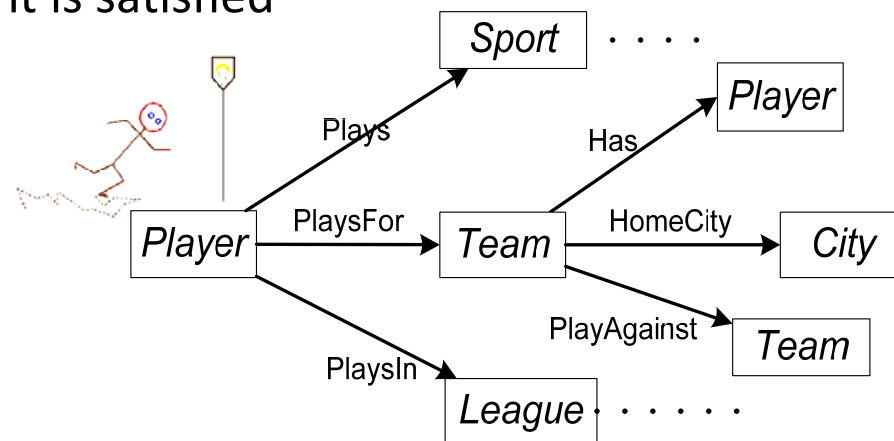 it is satisfied
Sport . . . .
Player
Plays
Has
Player
PlaysFor
Team
HomeCity
City
PlayAgainst
Team
PlaysIn
League . . . . . .